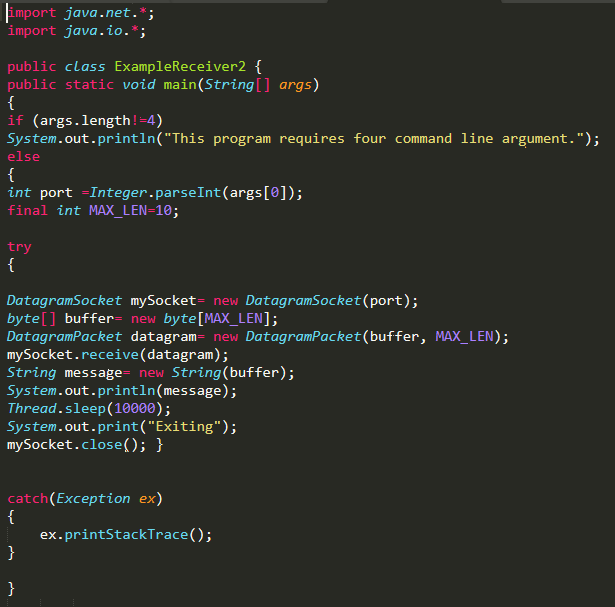 import java.net.*;
import java.io.*;
public class ExampleReceiver2 {
public static void main(String[] args)
{
if (args.length!=4)
System.out.println("This program requires four command line argument.");
else
{
int port =Integer.parseInt(args[0]);
final int MAX_LEN=10;
try
{
DatagramSocket mySocket= new DatagramSocket(port);
byte[] buffer= new byte[MAX_LEN];
DatagramPacket datagram= new DatagramPacket(buffer, MAX_LEN);
mySocket.receive(datagram);
String message= new String(buffer);
System.out.println(message);
Thread.sleep(10000);
System.out.print("Exiting");
mySocket.close(); }
catch(Exception ex)
{
ex.printStackTrace();
}
}